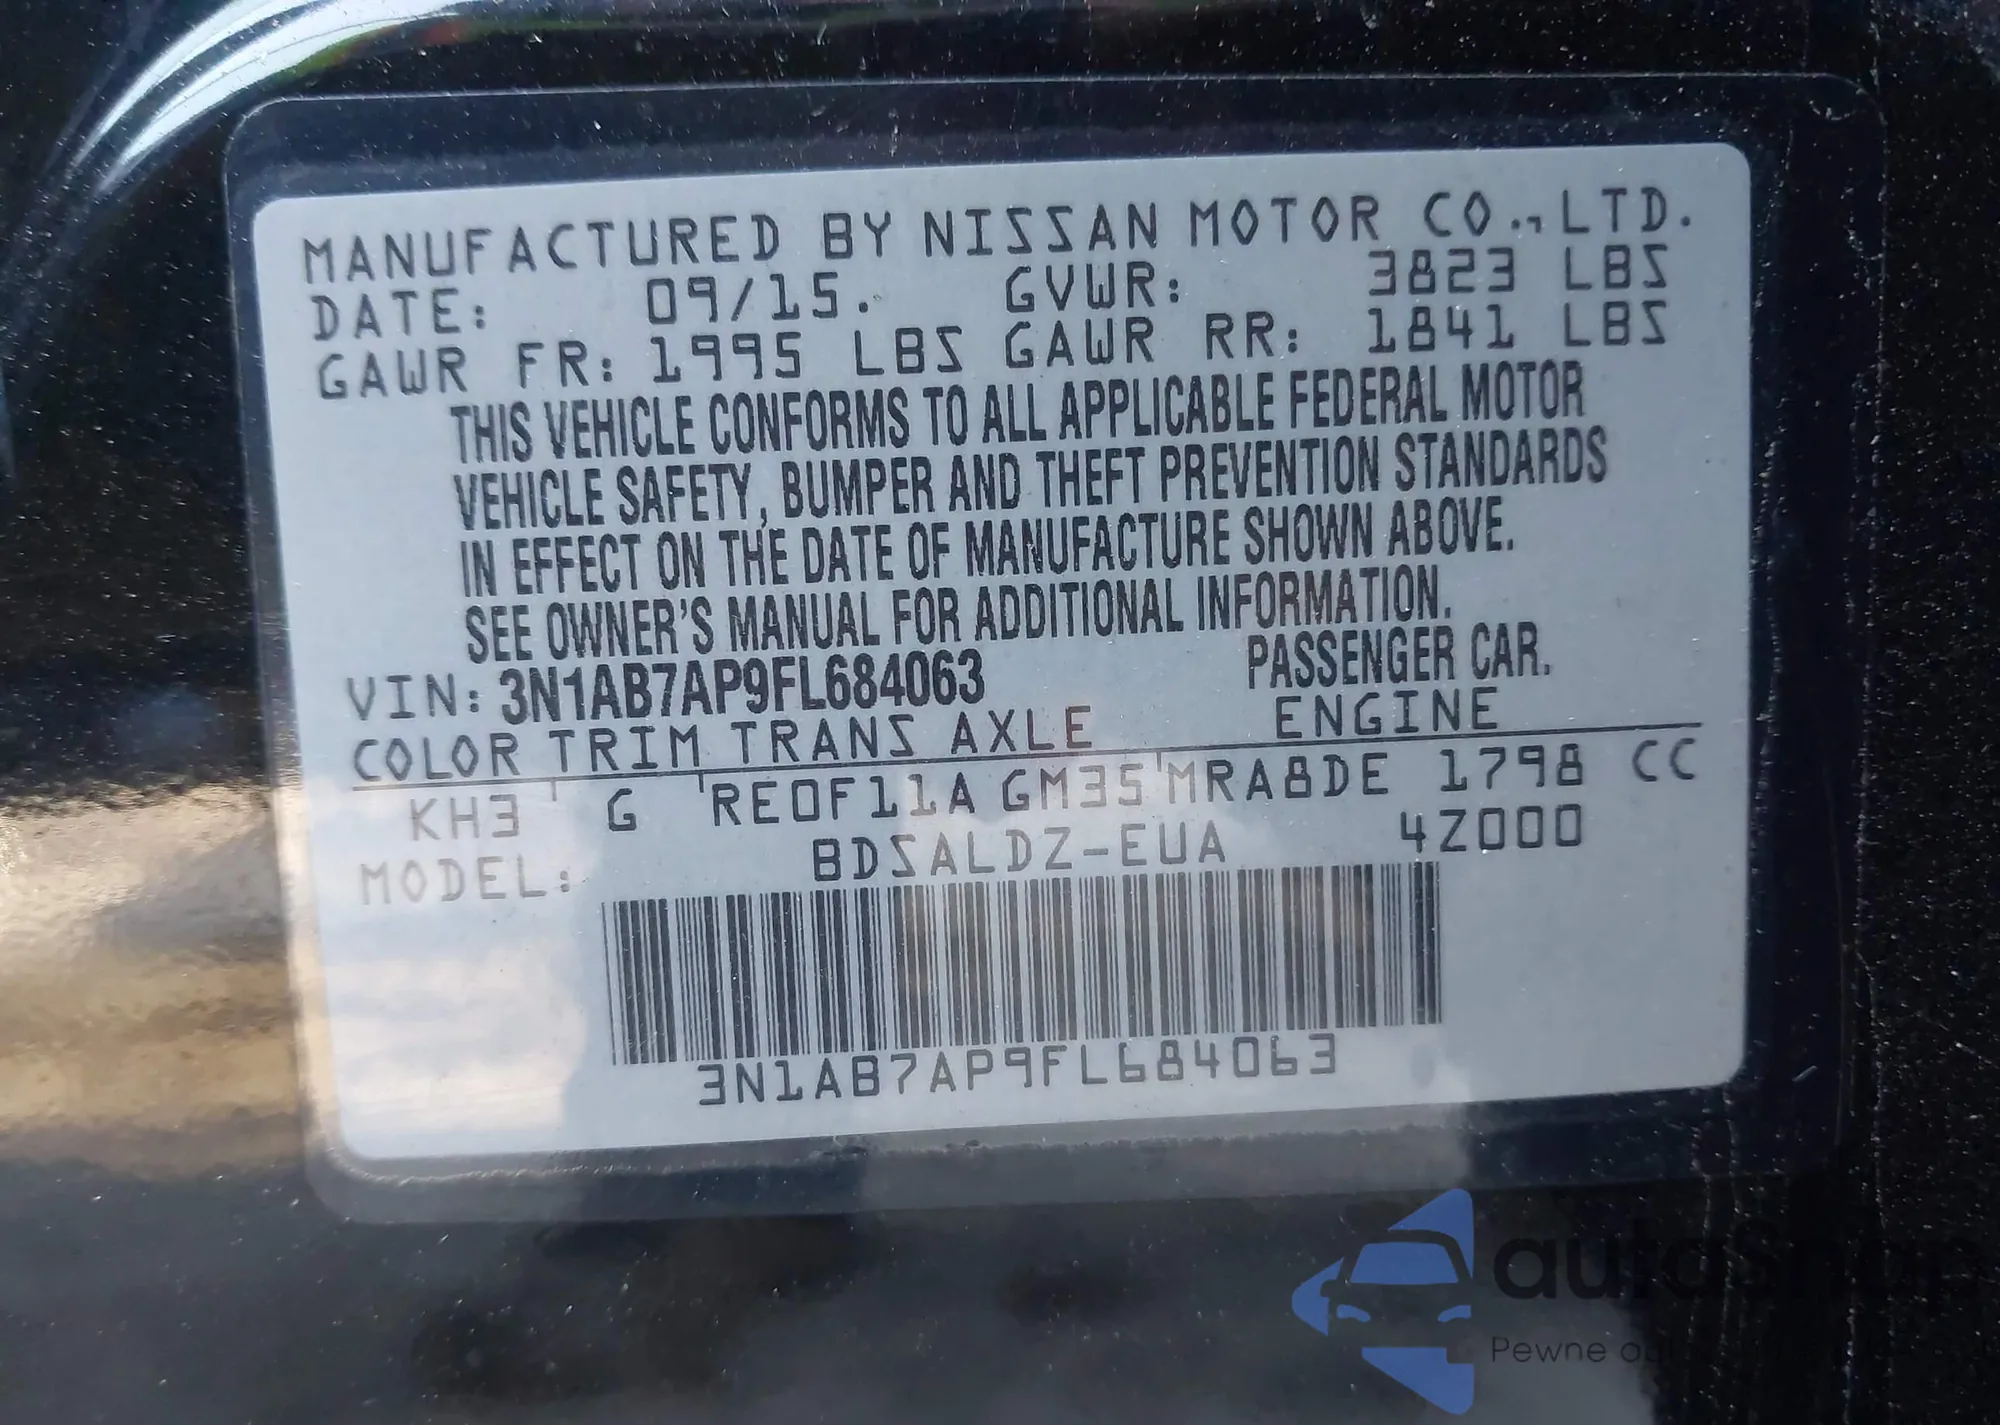 MANUFACTURED BY NISSAN MOTOR CO., LTD.
DATE: 09/15. GVWR: 3823 LBS
GAWR FR: 1995 LBS GAWR RR: 1841 LBS
THIS VEHICLE CONFORMS TO ALL APPLICABLE FEDERAL MOTOR
VEHICLE SAFETY, BUMPER AND THEFT PREVENTION STANDARDS
IN EFFECT ON THE DATE OF MANUFACTURE SHOWN ABOVE.
SEE OWNER'S MANUAL FOR ADDITIONAL INFORMATION.
VIN: 3N1AB7AP9FL684063 PASSENGER CAR.
COLOR TRIM TRANS AXLE ENGINE
KH3 G RE0F11A GM35 MRA8DE 1798 CC
MODEL: BDSALDZ-EUA 4Z000
3N1AB7AP9FL684063
autoshop
Pewne